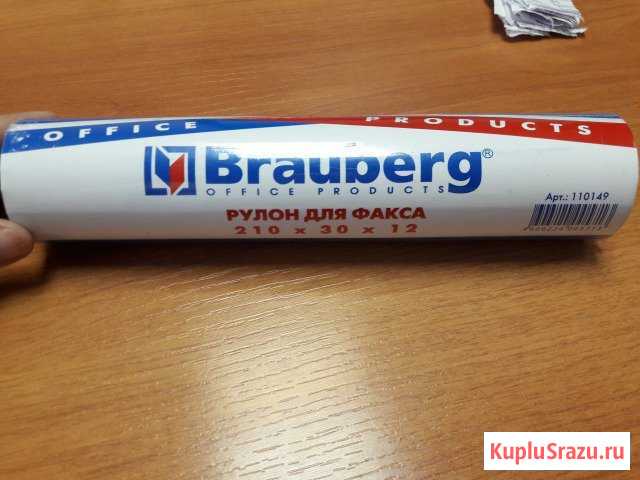 OFFICE PRODUCTS
Brauberg®
OFFICE PRODUCTS
РУЛОН ДЛЯ ФАКСА
210 x 30 x 12
Арт.: 110149
KupluSrazu.ru